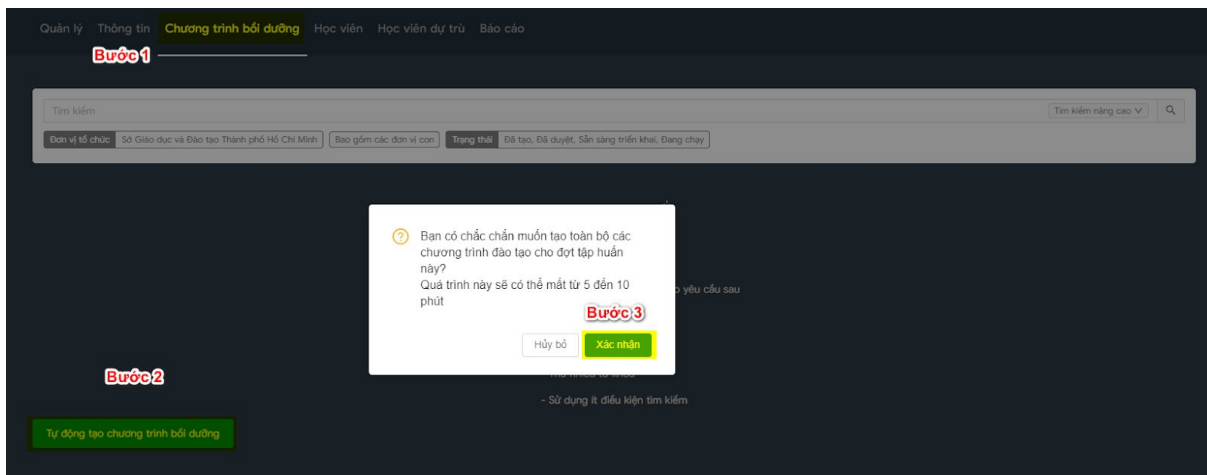 Quản lý Thông tin Chương trình bồi dưỡng Học viên Học viên dự trù Báo cáo
Bước 1
Tìm kiếm Tìm kiếm nâng cao
Đơn vị tổ chức Sở Giáo dục và Đào tạo Thành phố Hồ Chí Minh Bao gồm các đơn vị con Trạng thái Đã tạo, Đã duyệt, Sẵn sàng triển khai, Đang chạy
Bạn có chắc chắn muốn tạo toàn bộ các
chương trình đào tạo cho đợt tập huấn
này?
Quá trình này sẽ có thể mất từ 5 đến 10
phút
yêu cầu sau
Bước 3
Hủy bỏ Xác nhận
Bước 2
- Sử dụng ít điều kiện tìm kiếm
Tự động tạo chương trình bồi dưỡng